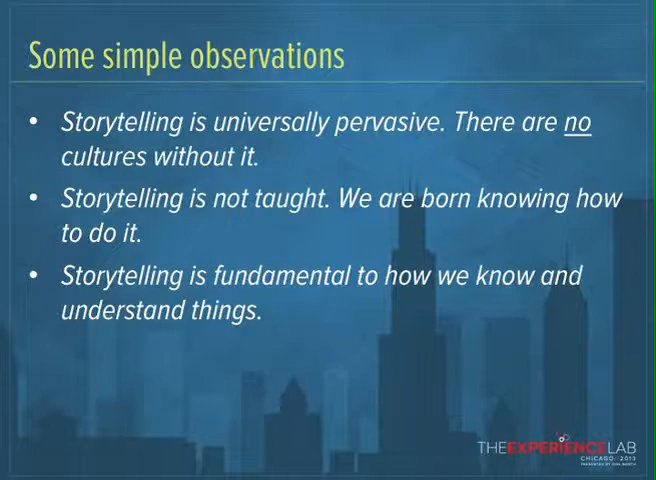 Some simple observations
• Storytelling is universally pervasive. There are no
cultures without it.
• Storytelling is not taught. We are born knowing how
to do it.
• Storytelling is fundamental to how we know and
understand things.
THEEXPERIENCELAB
CHICAGO 2013